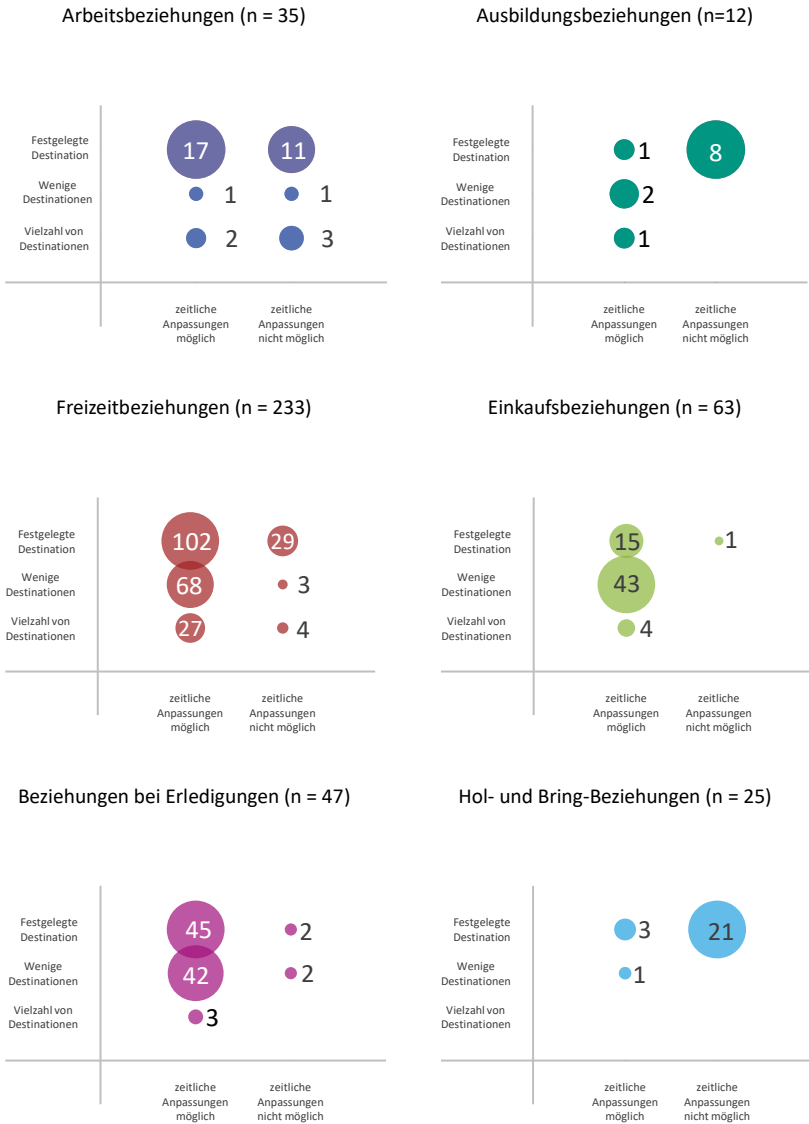 Arbeitsbeziehungen (n = 35)
Festgelegte
Destination
17
11
Wenige
Destinationen
1
1
Vielzahl von
Destinationen
2
3
zeitliche
Anpassungen
möglich
zeitliche
Anpassungen
nicht möglich
Ausbildungsbeziehungen (n=12)
Festgelegte
Destination
1
8
Wenige
Destinationen
2
Vielzahl von
Destinationen
1
zeitliche
Anpassungen
möglich
zeitliche
Anpassungen
nicht möglich
Freizeitbeziehungen (n = 233)
Festgelegte
Destination
102
29
Wenige
Destinationen
68
3
Vielzahl von
Destinationen
27
4
zeitliche
Anpassungen
möglich
zeitliche
Anpassungen
nicht möglich
Einkaufsbeziehungen (n = 63)
Festgelegte
Destination
15
1
Wenige
Destinationen
43
Vielzahl von
Destinationen
4
zeitliche
Anpassungen
möglich
zeitliche
Anpassungen
nicht möglich
Beziehungen bei Erledigungen (n = 47)
Festgelegte
Destination
45
2
Wenige
Destinationen
42
2
Vielzahl von
Destinationen
3
zeitliche
Anpassungen
möglich
zeitliche
Anpassungen
nicht möglich
Hol- und Bring-Beziehungen (n = 25)
Festgelegte
Destination
3
21
Wenige
Destinationen
1
Vielzahl von
Destinationen
zeitliche
Anpassungen
möglich
zeitliche
Anpassungen
nicht möglich